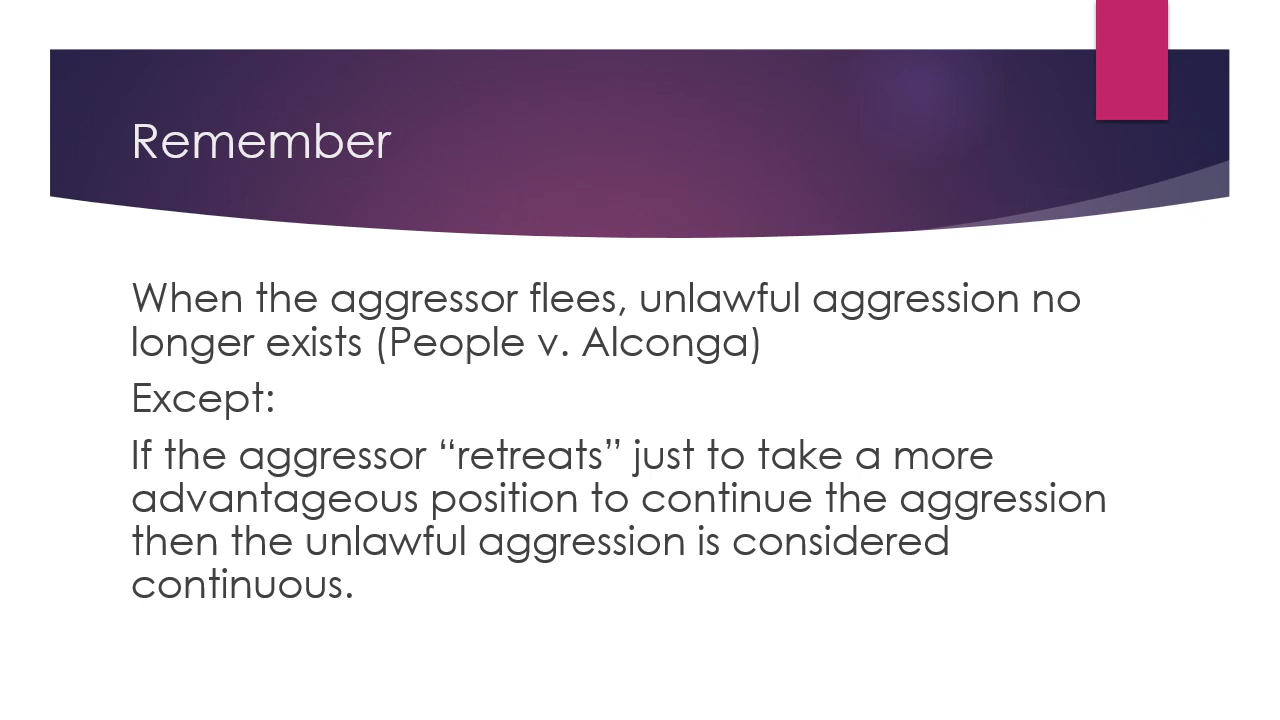 Remember
When the aggressor flees, unlawful aggression no
longer exists (People v. Alconga)
Except:
If the aggressor “retreats” just to take a more
advantageous position to continue the aggression
then the unlawful aggression is considered
continuous.